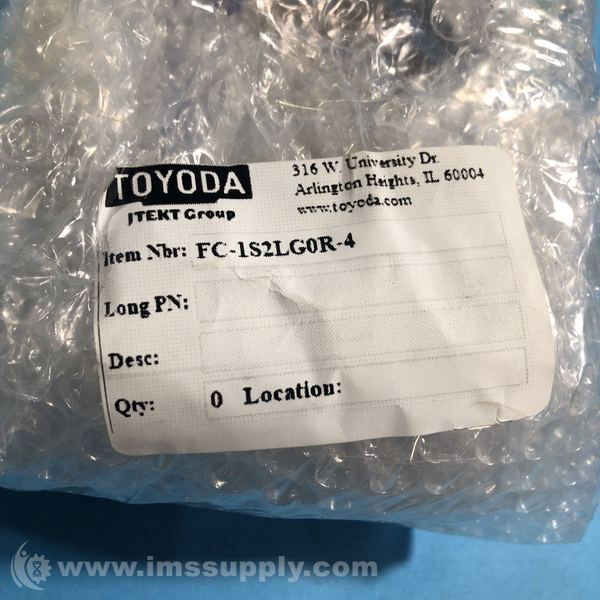 TOYODA
JTEKT Group
316 W. University Dr.
Arlington Heights, IL 60004
www.toyoda.com
Item Nbr: FC-1S2LG0R-4
Long PN:
Desc:
Qty: 0 Location:
www.imssupply.com